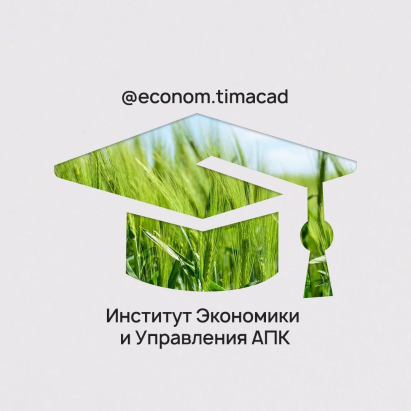 @econom.timacad
Институт Экономики
и Управления АПК